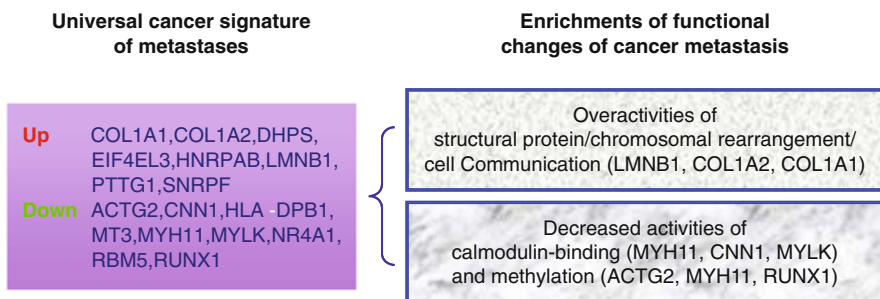 Universal cancer signature
of metastases
Up COL1A1,COL1A2,DHPS,
EIF4EL3,HNRPAB,LMNB1,
PTTG1,SNRPF
Down ACTG2,CNN1,HLA -DPB1,
MT3,MYH11,MYLK,NR4A1,
RBM5,RUNX1
Enrichments of functional
changes of cancer metastasis
Overactivities of
structural protein/chromosomal rearrangement/
cell Communication (LMNB1, COL1A2, COL1A1)
Decreased activities of
calmodulin-binding (MYH11, CNN1, MYLK)
and methylation (ACTG2, MYH11, RUNX1)